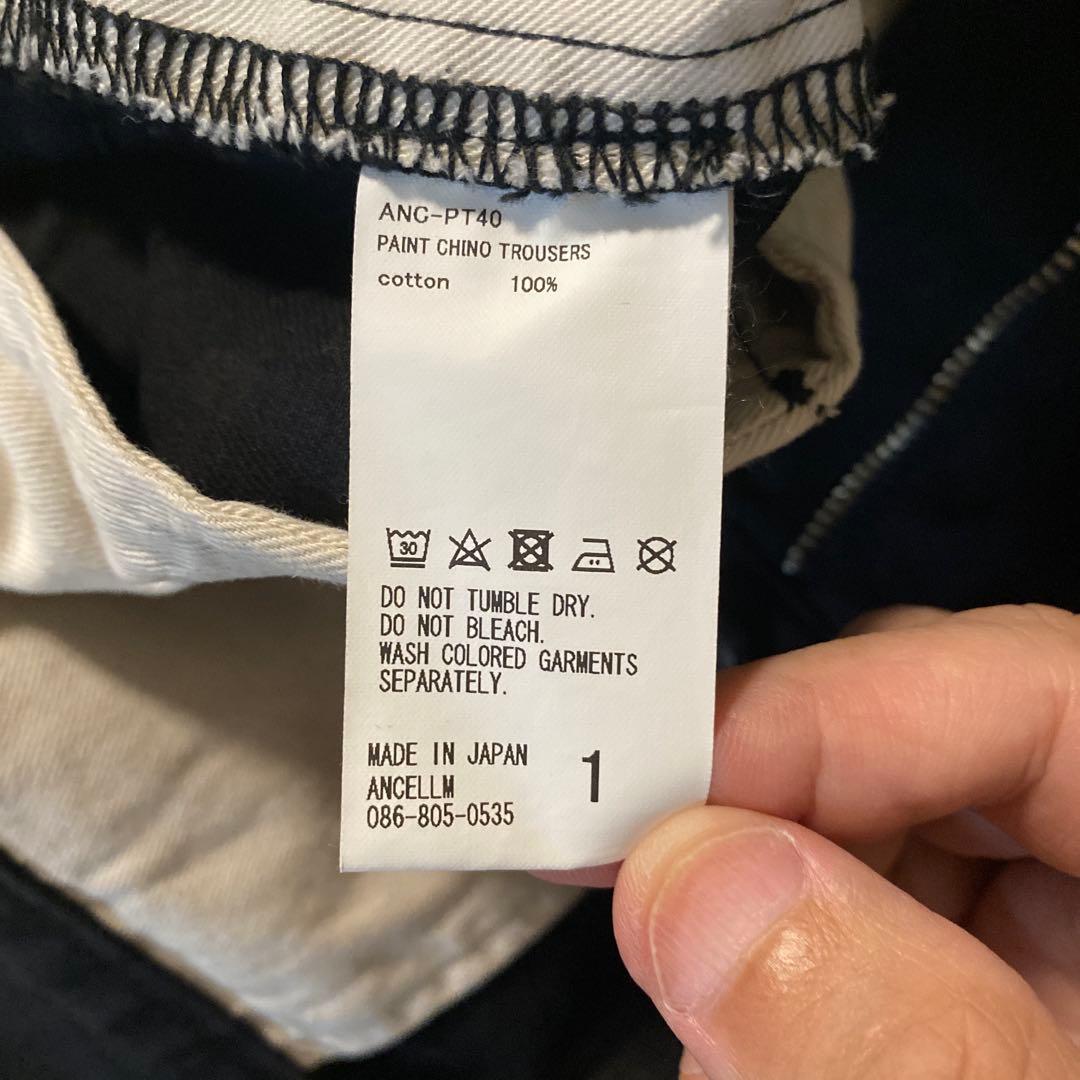 ANC-PT40
PAINT CHINO TROUSERS
cotton 100%
30
DO NOT TUMBLE DRY.
DO NOT BLEACH.
WASH COLORED GARMENTS
SEPARATELY.
MADE IN JAPAN
ANCELLM
086-805-0535
1